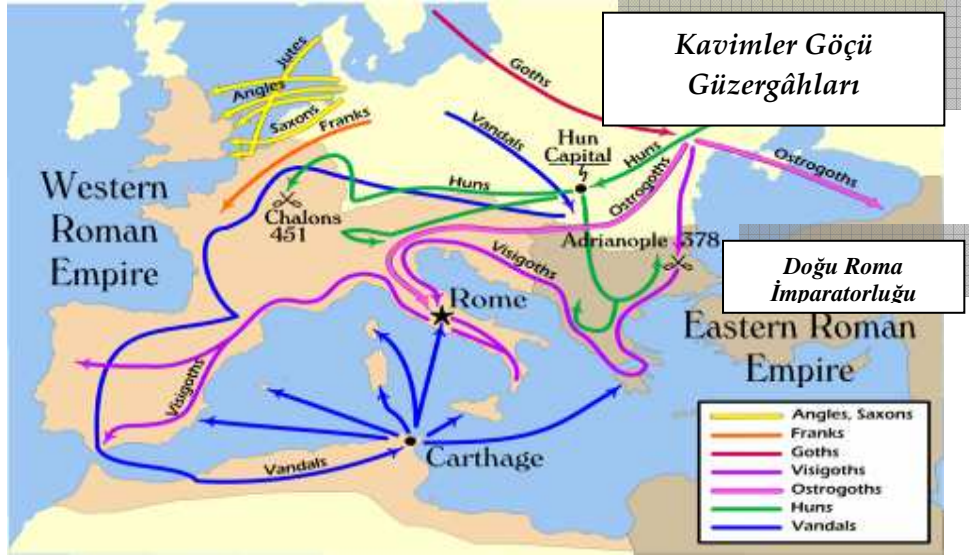 Kavimler Göçü
Güzergâhları
Jutes
Angles
Saxons
Franks
Goths
Vandals
Hun
Capital
Huns
Ostrogoths
Ostrogoths
Huns
Western
Roman
Empire
Chalons
451
Adrianople 378
Visigoths
Doğu Roma
İmparatorluğu
Rome
Eastern Roman
Empire
Visigoths
Vandals
Carthage
Angles, Saxons
Franks
Goths
Visigoths
Ostrogoths
Huns
Vandals